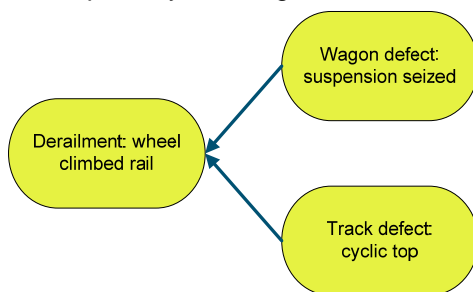 Wagon defect:
suspension seized
Derailment: wheel
climbed rail
Track defect:
cyclic top